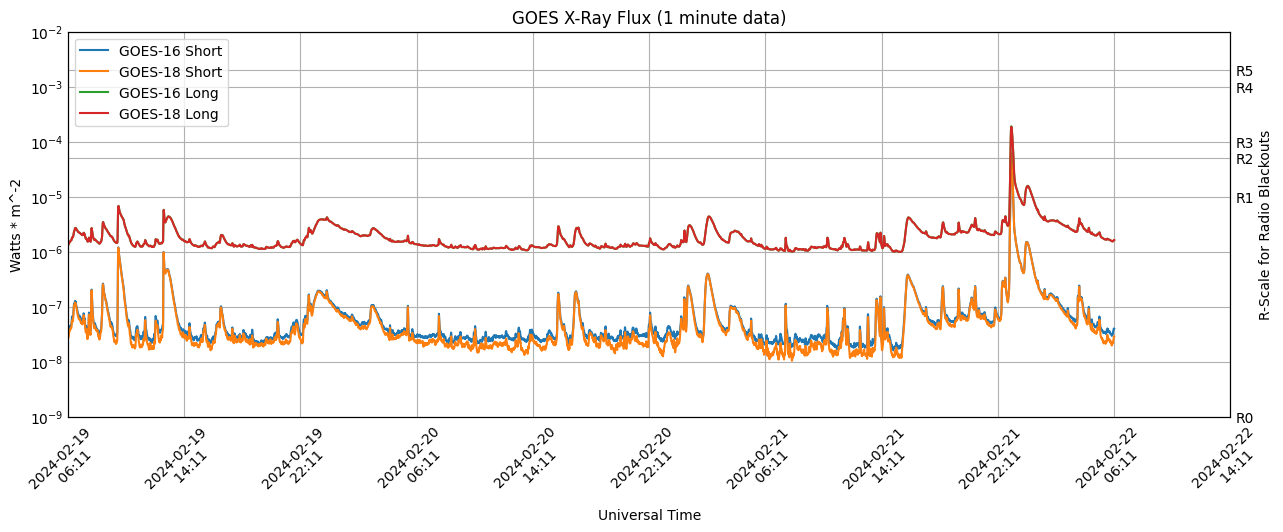 GOES X-Ray Flux (1 minute data)
GOES-16 Short
GOES-18 Short
GOES-16 Long
GOES-18 Long
Watts * m^-2
10^-2
10^-3
10^-4
10^-5
10^-6
10^-7
10^-8
10^-9
R5
R4
R3
R2
R1
R0
R-Scale for Radio Blackouts
2024-02-19
06:11
2024-02-19
14:11
2024-02-19
22:11
2024-02-20
06:11
2024-02-20
14:11
2024-02-20
22:11
2024-02-21
06:11
2024-02-21
14:11
2024-02-21
22:11
2024-02-22
06:11
2024-02-22
14:11
Universal Time